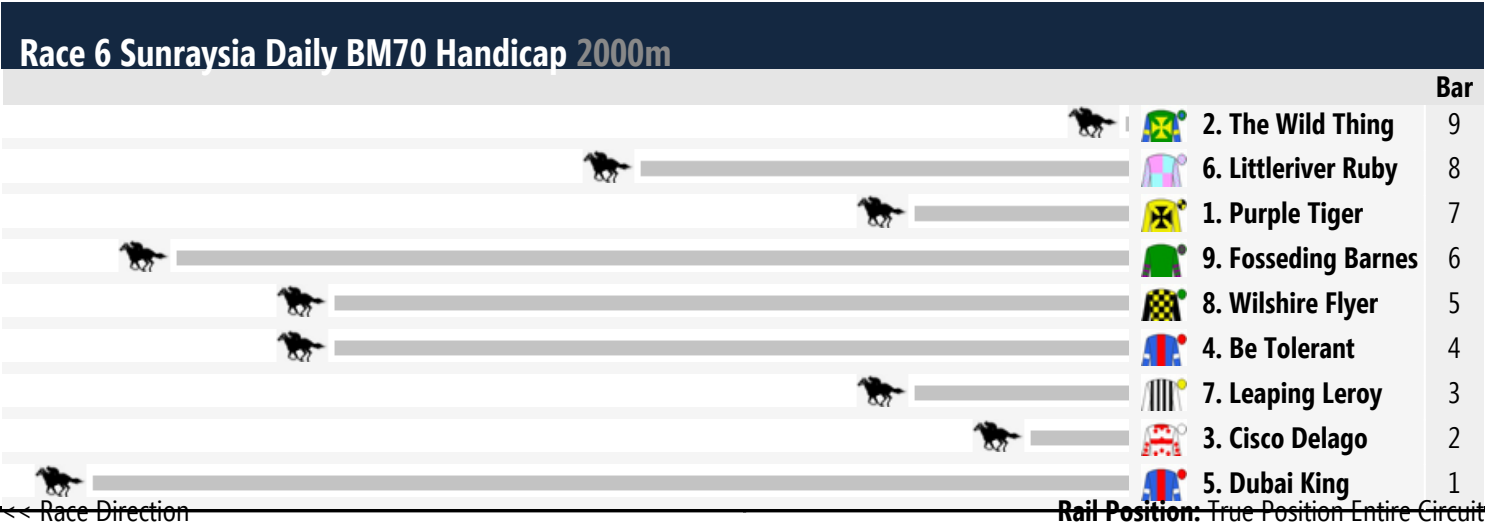 Race 6 Sunraysia Daily BM70 Handicap 2000m
Bar
2. The Wild Thing 9
6. Littleriver Ruby 8
1. Purple Tiger 7
9. Fosseding Barnes 6
8. Wilshire Flyer 5
4. Be Tolerant 4
7. Leaping Leroy 3
3. Cisco Delago 2
5. Dubai King 1
<< Race Direction Rail Position: True Position Entire Circuit